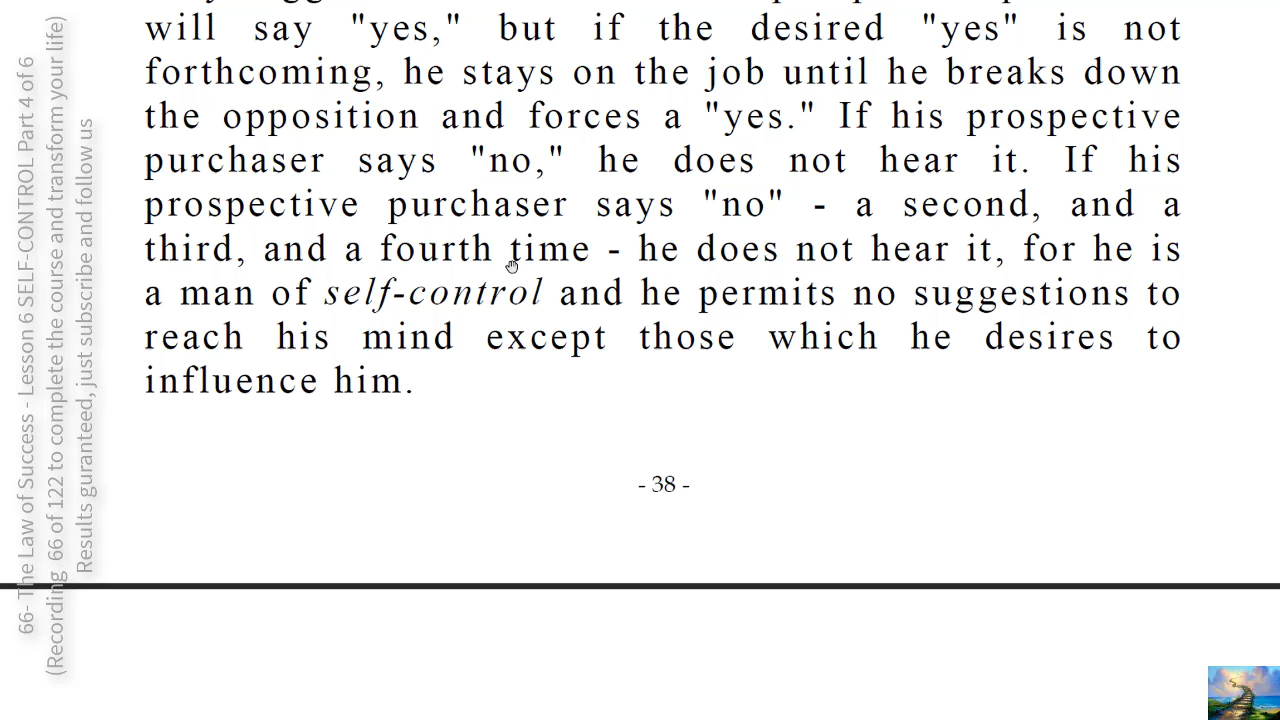 will say "yes," but if the desired "yes" is not
forthcoming, he stays on the job until he breaks down
the opposition and forces a "yes." If his prospective
purchaser says "no," he does not hear it. If his
prospective purchaser says "no" - a second, and a
third, and a fourth time - he does not hear it, for he is
a man of self-control and he permits no suggestions to
reach his mind except those which he desires to
influence him.
- 38 -
66- The Law of Success - Lesson 6 SELF-CONTROL Part 4 of 6
(Recording 66 of 122 to complete the course and transform your life)
Results guranteed, just subscribe and follow us